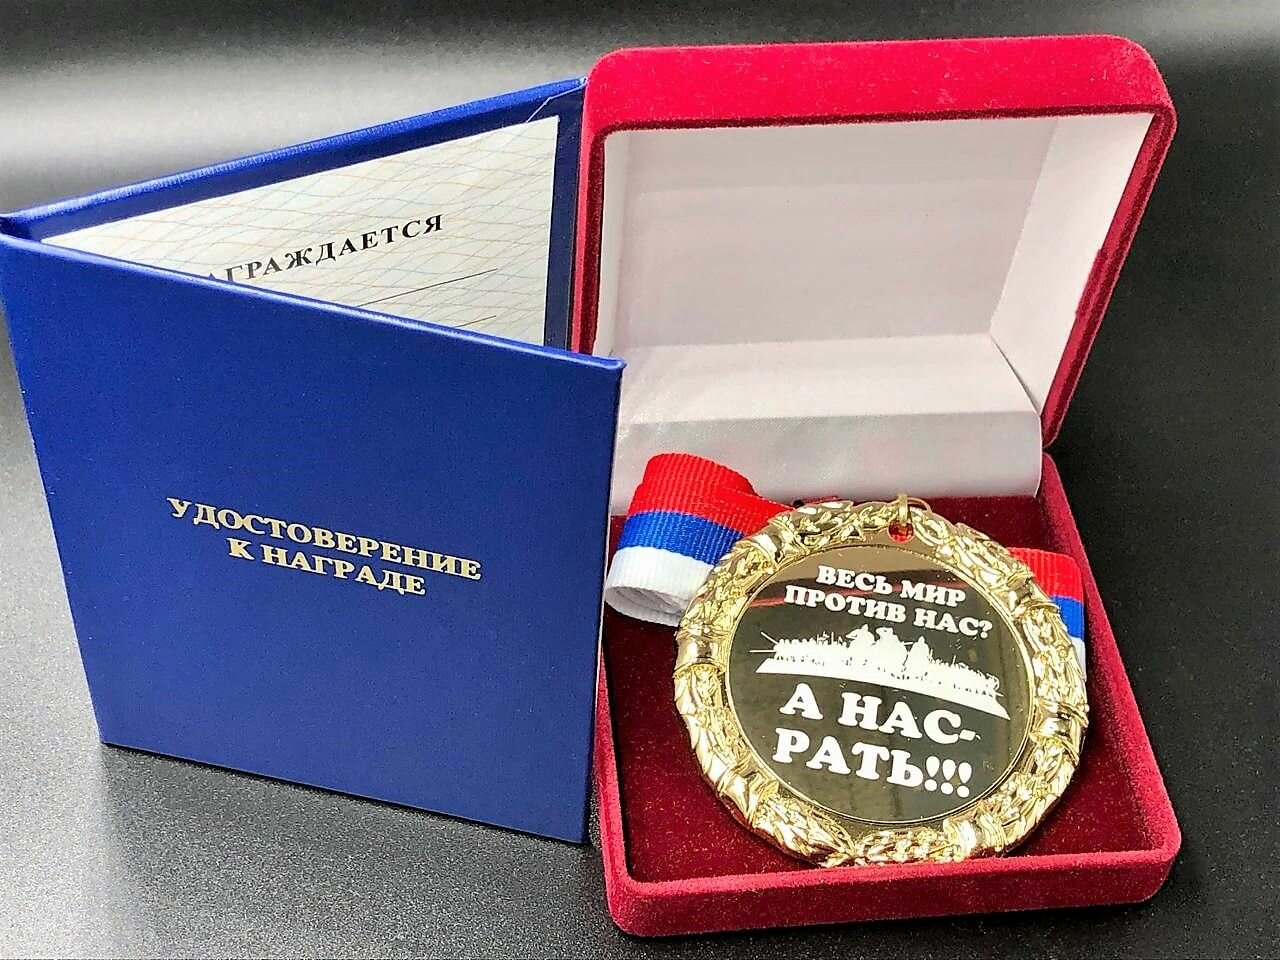 АГРАЖДАЕТСЯ
УДОСТОВЕРЕНИЕ
К НАГРАДЕ
ВЕСЬ МИР
ПРОТИВ НАС?
А НАС-
РАТЬ!!!